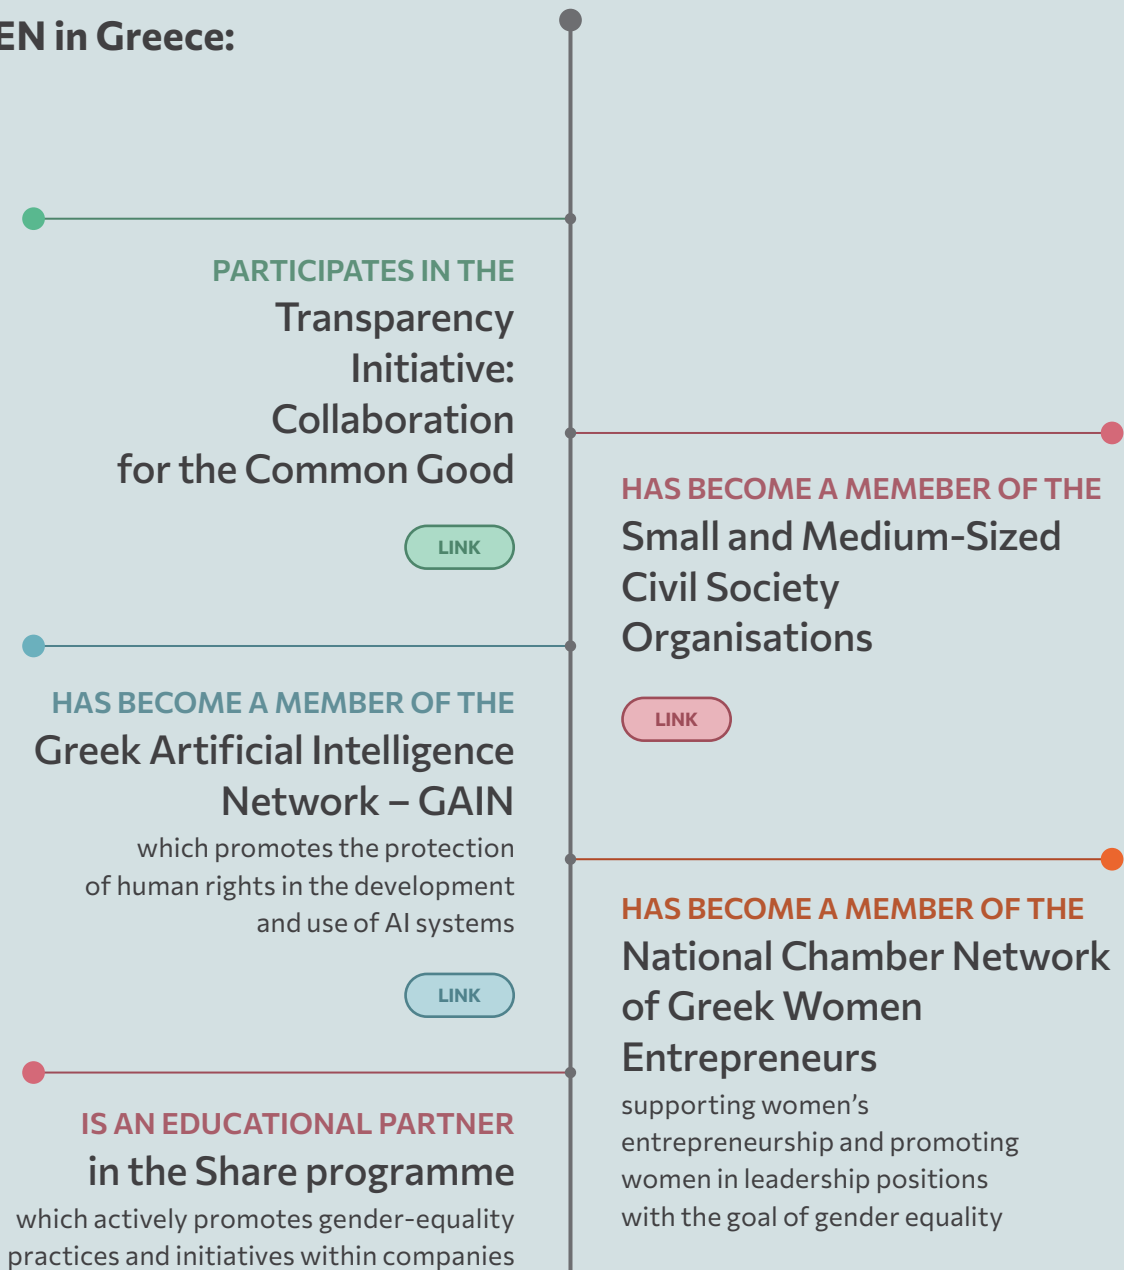 EN in Greece:
PARTICIPATES IN THE
Transparency
Initiative:
Collaboration
for the Common Good
LINK
HAS BECOME A MEMEBER OF THE
Small and Medium-Sized
Civil Society
Organisations
LINK
HAS BECOME A MEMBER OF THE
Greek Artificial Intelligence
Network – GAIN
which promotes the protection
of human rights in the development
and use of AI systems
LINK
HAS BECOME A MEMBER OF THE
National Chamber Network
of Greek Women
Entrepreneurs
supporting women’s
entrepreneurship and promoting
women in leadership positions
with the goal of gender equality
IS AN EDUCATIONAL PARTNER
in the Share programme
which actively promotes gender-equality
practices and initiatives within companies